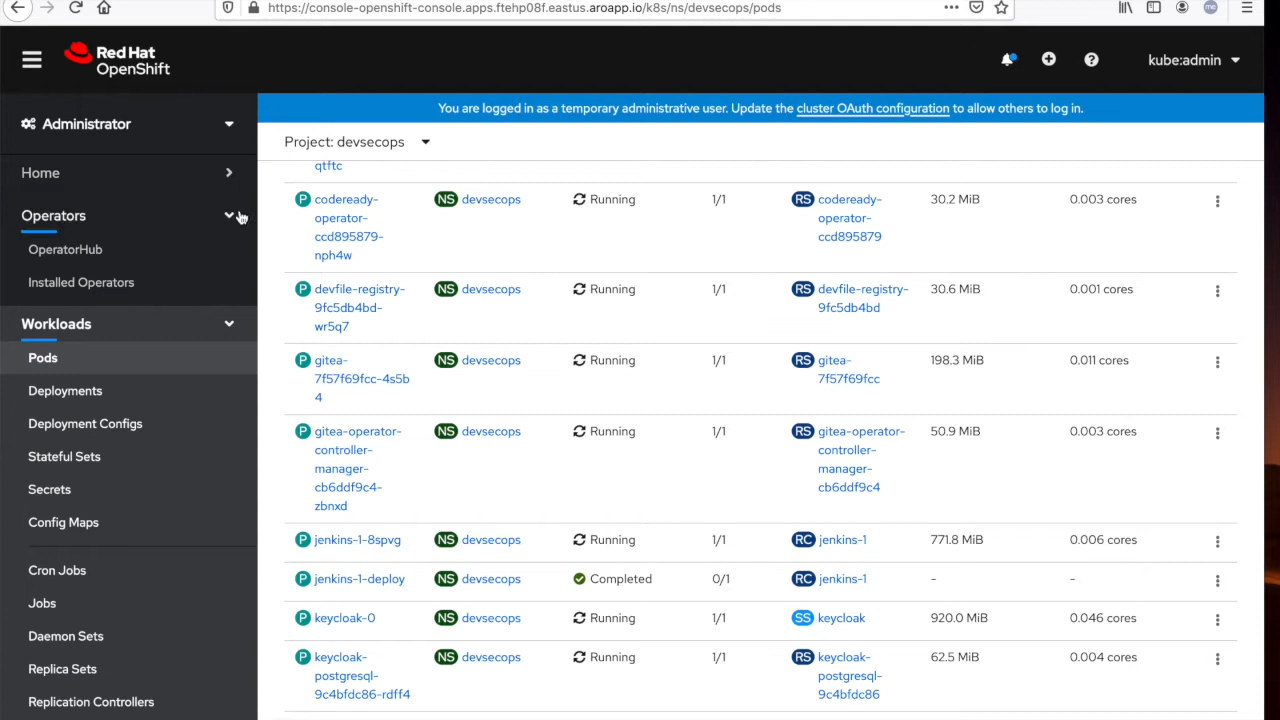 https://console-openshift-console.apps.ftehp08f.eastus.aroapp.io/k8s/ns/devsecops/pods
me
Red Hat
OpenShift
kube:admin
You are logged in as a temporary administrative user. Update the cluster OAuth configuration to allow others to log in.
Administrator
Project: devsecops
Home
Operators
OperatorHub
Installed Operators
Workloads
Pods
Deployments
Deployment Configs
Stateful Sets
Secrets
Config Maps
Cron Jobs
Jobs
Daemon Sets
Replica Sets
Replication Controllers
qtftc
P codeready- NS devsecops Running 1/1 RS codeready- 30.2 MiB 0.003 cores
operator- operator-
ccd895879- ccd895879
nph4w
P devfile-registry- NS devsecops Running 1/1 RS devfile-registry- 30.6 MiB 0.001 cores
9fc5db4bd- 9fc5db4bd
wr5q7
P gitea- NS devsecops Running 1/1 RS gitea- 198.3 MiB 0.011 cores
7f57f69fcc-4s5b 7f57f69fcc
4
P gitea-operator- NS devsecops Running 1/1 RS gitea-operator- 50.9 MiB 0.003 cores
controller- controller-
manager- manager-
cb6ddf9c4- cb6ddf9c4
zbnxd
P jenkins-1-8spvg NS devsecops Running 1/1 RC jenkins-1 771.8 MiB 0.006 cores
P jenkins-1-deploy NS devsecops Completed 0/1 RC jenkins-1 - -
P keycloak-0 NS devsecops Running 1/1 SS keycloak 920.0 MiB 0.046 cores
P keycloak- NS devsecops Running 1/1 RS keycloak- 62.5 MiB 0.004 cores
postgresql- postgresql-
9c4bfdc86-rdff4 9c4bfdc86